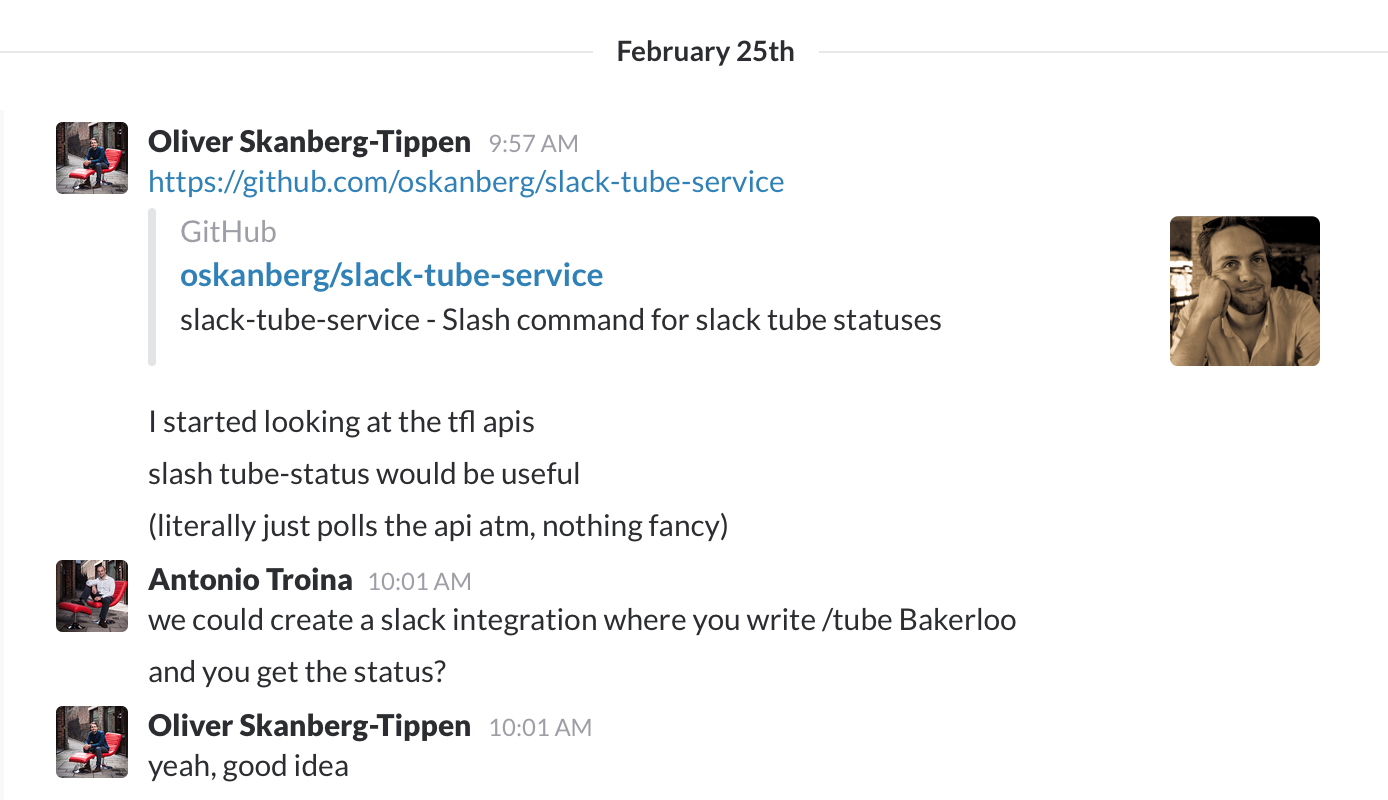 February 25th
Oliver Skanberg-Tippen 9:57 AM
https://github.com/oskanberg/slack-tube-service
GitHub
oskanberg/slack-tube-service
slack-tube-service - Slash command for slack tube statuses
I started looking at the tfl apis
slash tube-status would be useful
(literally just polls the api atm, nothing fancy)
Antonio Troina 10:01 AM
we could create a slack integration where you write /tube Bakerloo
and you get the status?
Oliver Skanberg-Tippen 10:01 AM
yeah, good idea